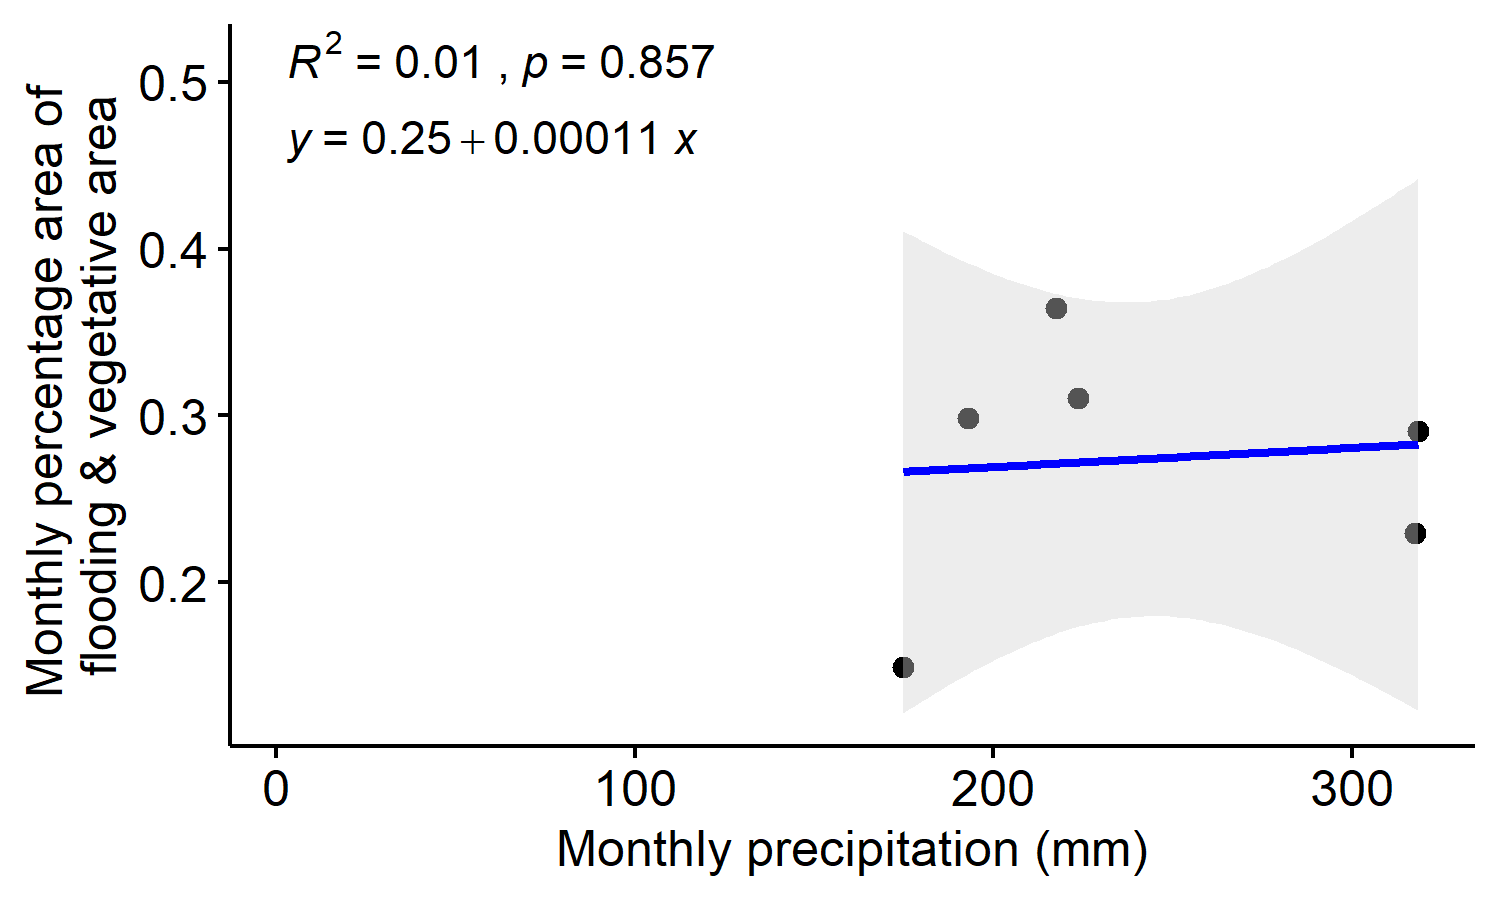 R² = 0.01 , p = 0.857
y = 0.25 + 0.00011 x
Monthly percentage area of
flooding & vegetative area
0.5
0.4
0.3
0.2
0 100 200 300
Monthly precipitation (mm)